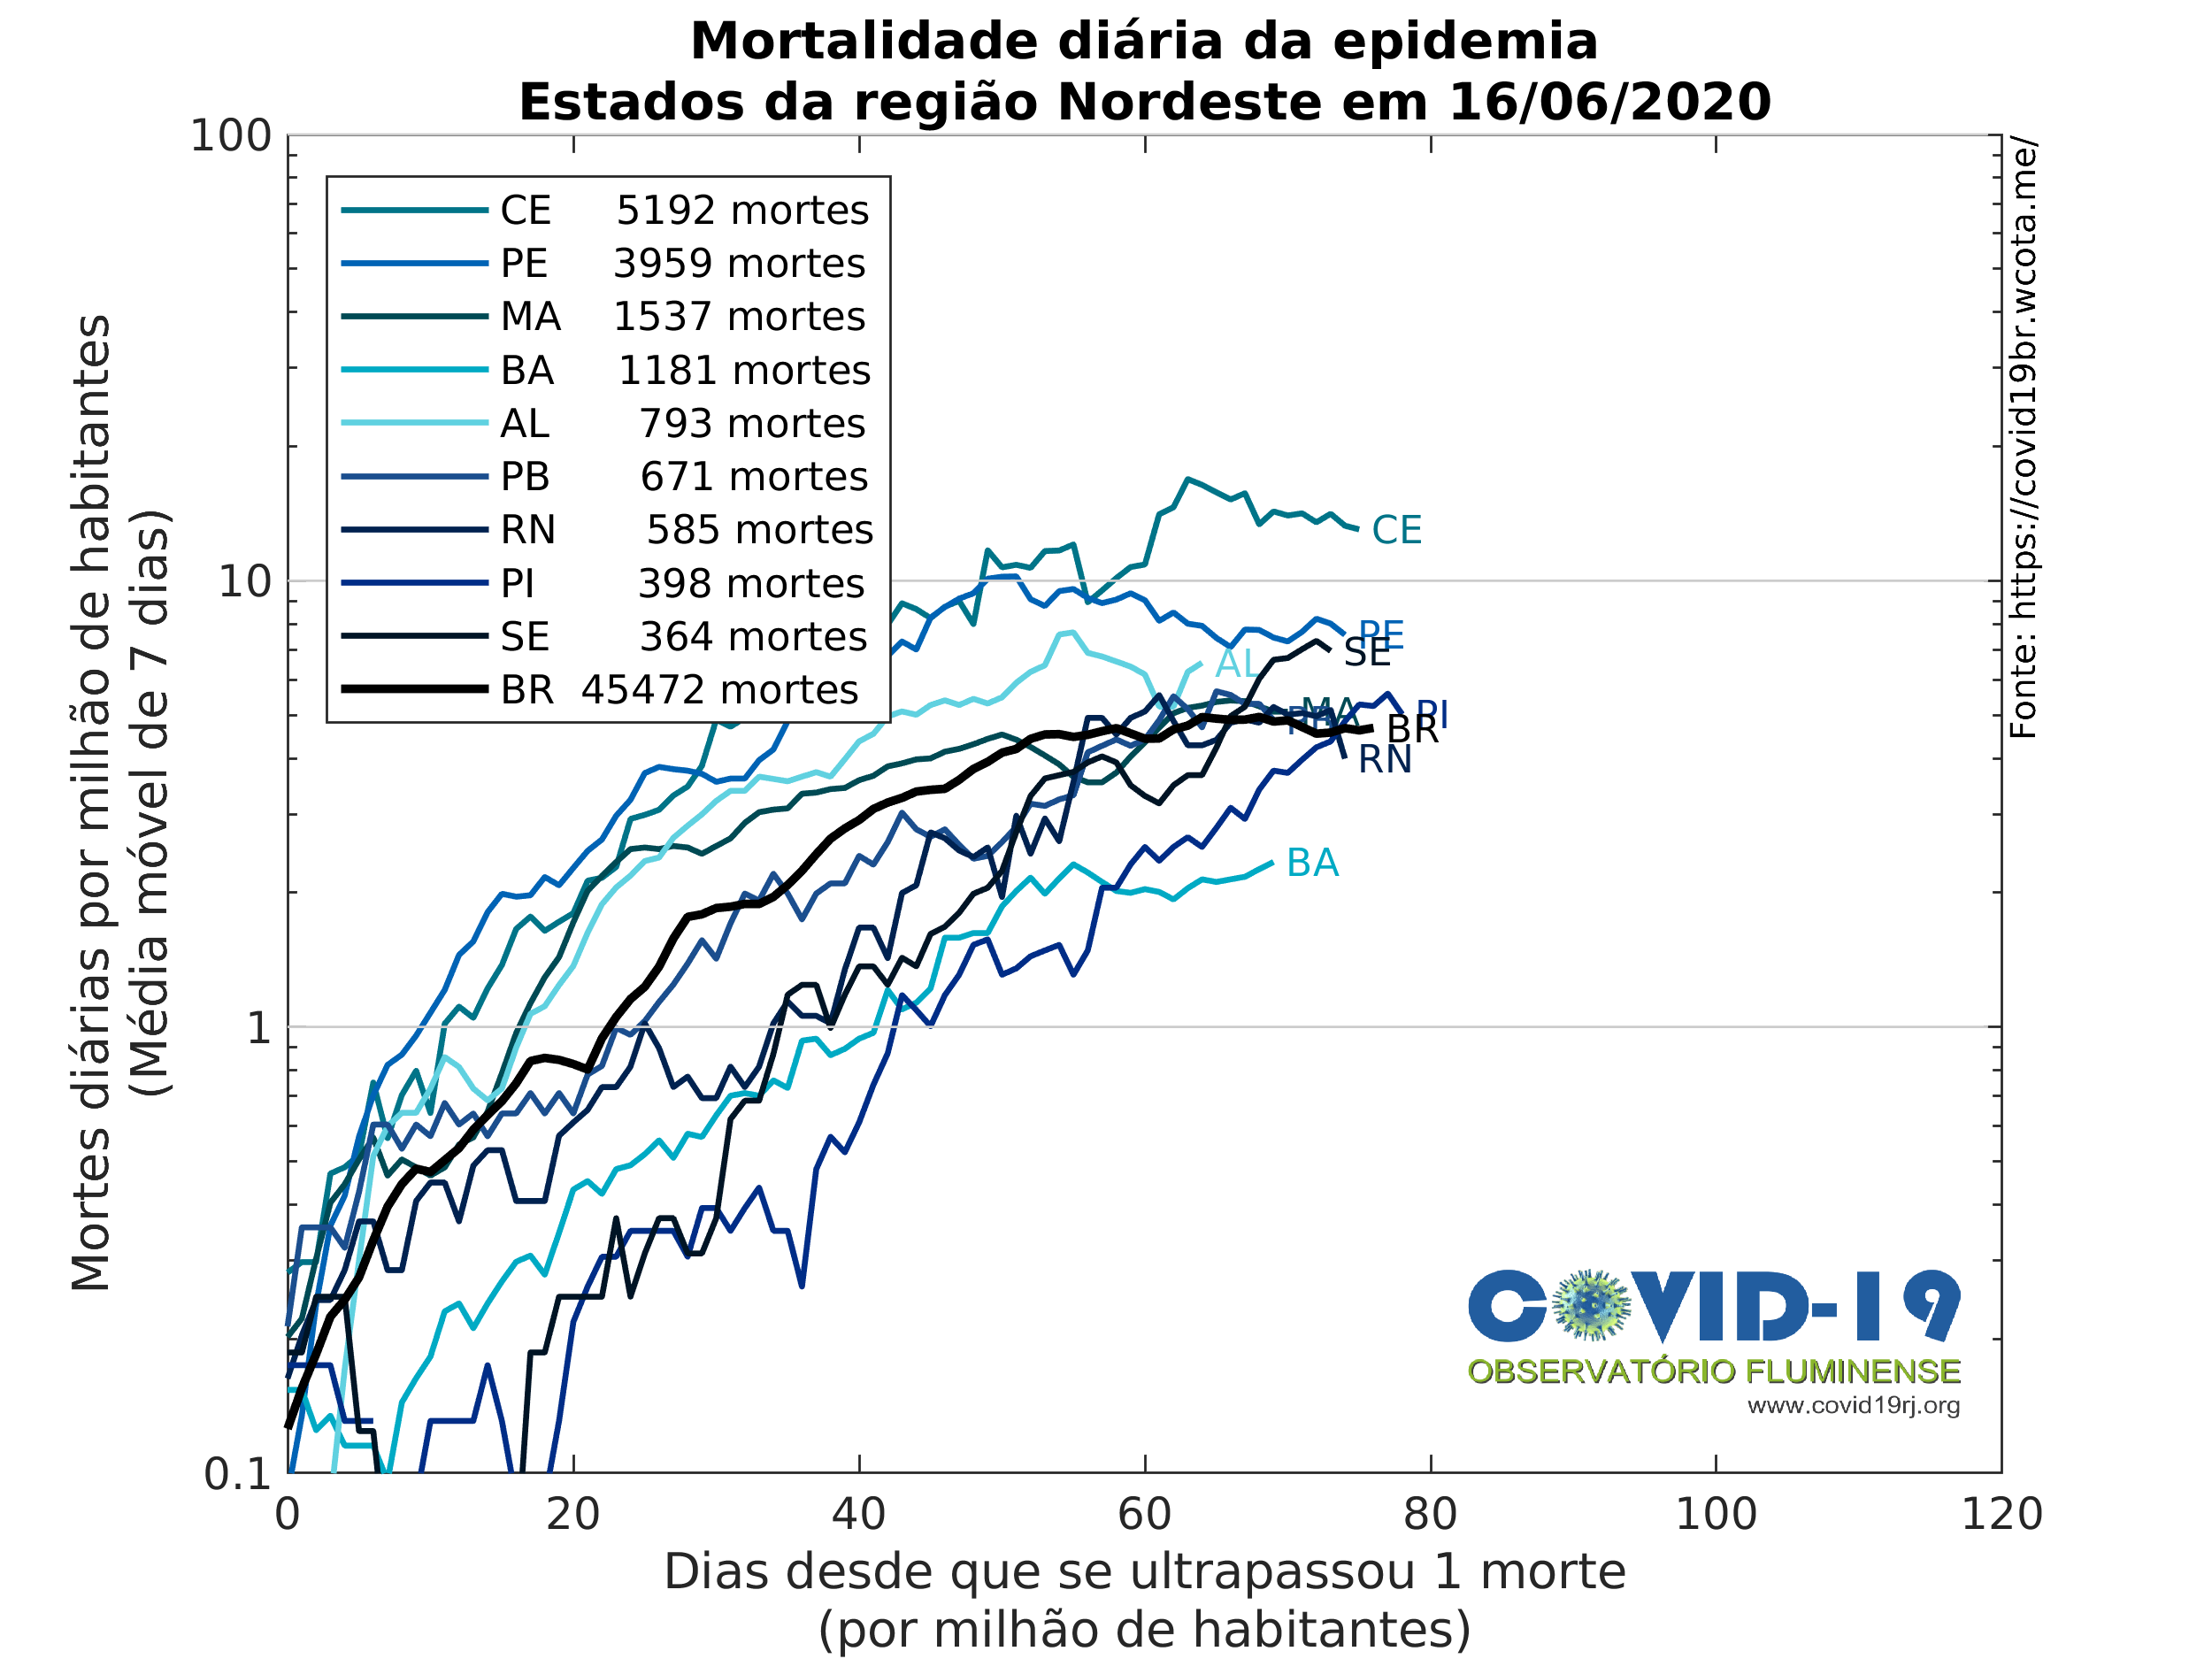 Mortalidade diária da epidemia
Estados da região Nordeste em 16/06/2020
Mortes diárias por milhão de habitantes
(Média móvel de 7 dias)
100
10
1
0.1
CE 5192 mortes
PE 3959 mortes
MA 1537 mortes
BA 1181 mortes
AL 793 mortes
PB 671 mortes
RN 585 mortes
PI 398 mortes
SE 364 mortes
BR 45472 mortes
CE
PE
SE
AL
MA
PB
PI
BR
RN
BA
Fonte: https://covid19br.wcota.me/
COVID-19
OBSERVATÓRIO FLUMINENSE
www.covid19rj.org
0 20 40 60 80 100 120
Dias desde que se ultrapassou 1 morte
(por milhão de habitantes)